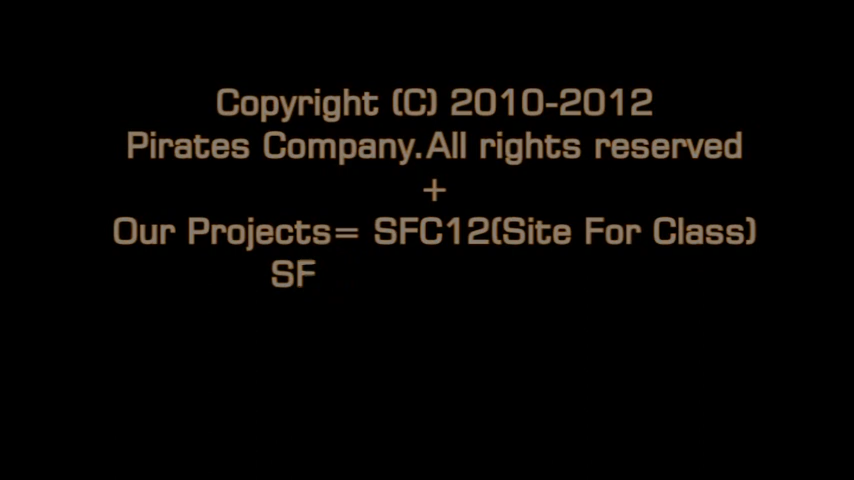 Copyright (C) 2010-2012
Pirates Company.All rights reserved
+
Our Projects= SFC12(Site For Class)
SF